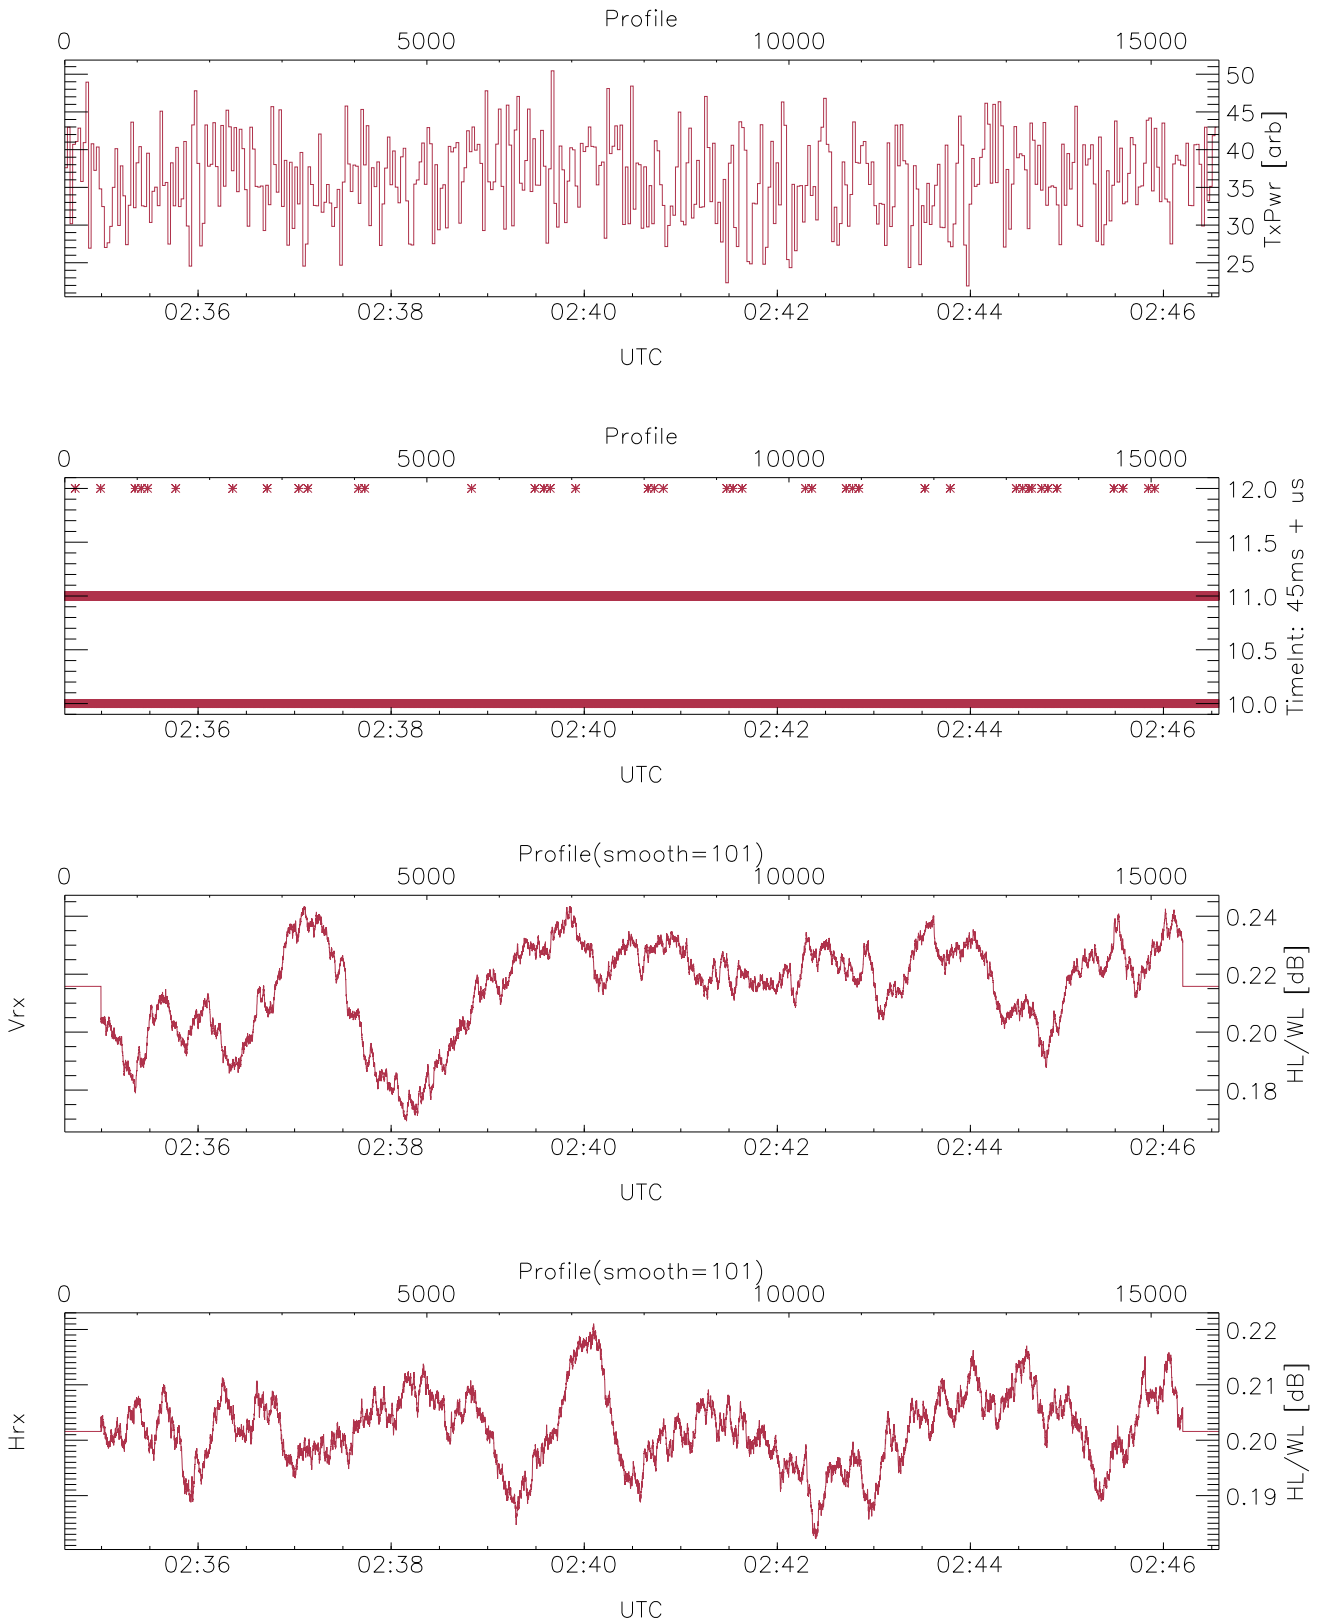 Profile
0 5000 10000 15000
50
45
40
35
30
25
TxPwr [arb]
02:36 02:38 02:40 02:42 02:44 02:46
UTC
Profile
0 5000 10000 15000
12.0
11.5
11.0
10.5
10.0
TimeInt: 45ms + us
02:36 02:38 02:40 02:42 02:44 02:46
UTC
Profile(smooth=101)
0 5000 10000 15000
Vrx
0.24
0.22
0.20
0.18
HL/WL [dB]
02:36 02:38 02:40 02:42 02:44 02:46
UTC
Profile(smooth=101)
0 5000 10000 15000
Hrx
0.22
0.21
0.20
0.19
HL/WL [dB]
02:36 02:38 02:40 02:42 02:44 02:46
UTC